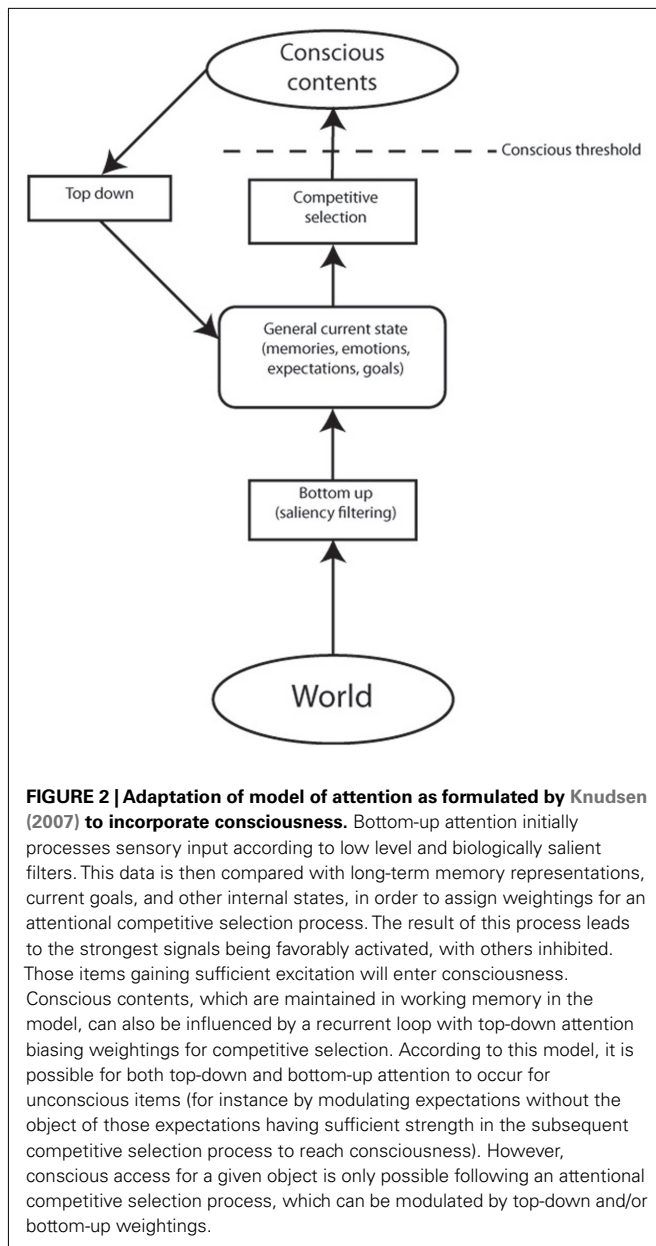 Conscious
contents
Conscious threshold
Top down
Competitive
selection
General current state
(memories, emotions,
expectations, goals)
Bottom up
(saliency filtering)
World
FIGURE 2 | Adaptation of model of attention as formulated by Knudsen
(2007) to incorporate consciousness. Bottom-up attention initially
processes sensory input according to low level and biologically salient
filters. This data is then compared with long-term memory representations,
current goals, and other internal states, in order to assign weightings for an
attentional competitive selection process. The result of this process leads
to the strongest signals being favorably activated, with others inhibited.
Those items gaining sufficient excitation will enter consciousness.
Conscious contents, which are maintained in working memory in the
model, can also be influenced by a recurrent loop with top-down attention
biasing weightings for competitive selection. According to this model, it is
possible for both top-down and bottom-up attention to occur for
unconscious items (for instance by modulating expectations without the
object of those expectations having sufficient strength in the subsequent
competitive selection process to reach consciousness). However,
conscious access for a given object is only possible following an attentional
competitive selection process, which can be modulated by top-down and/or
bottom-up weightings.